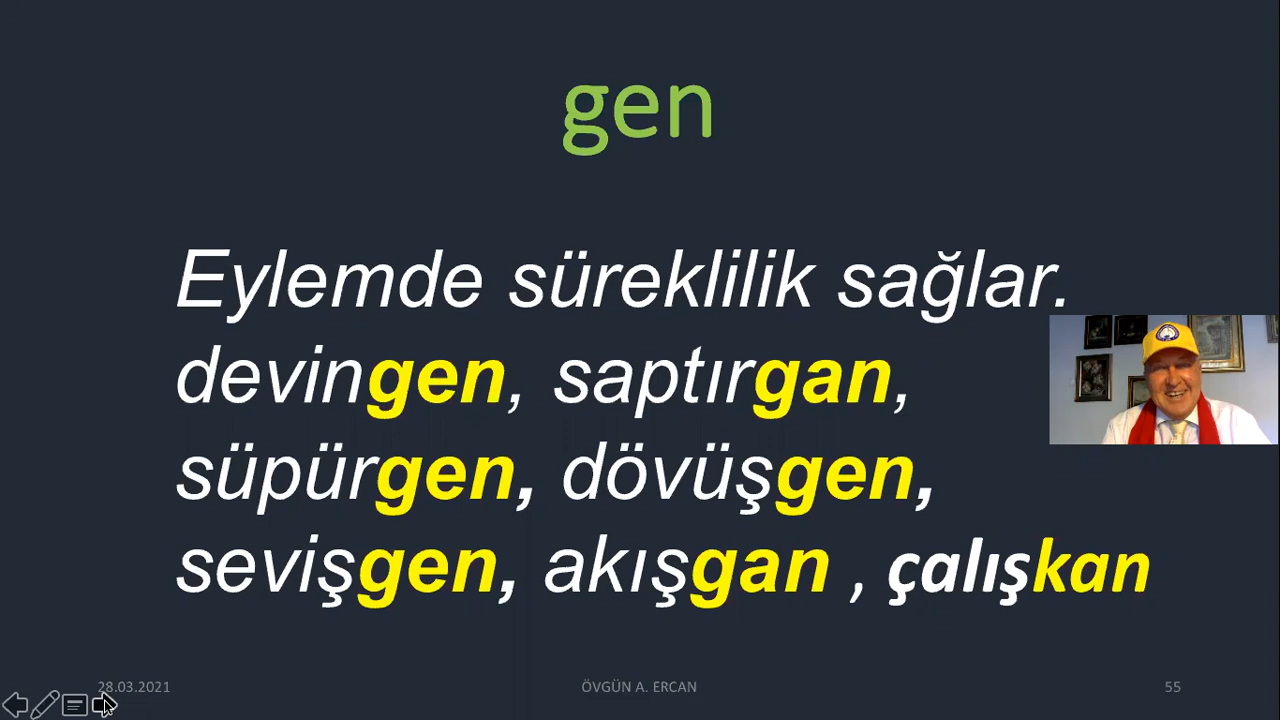 gen
Eylemde süreklilik sağlar.
devingen, saptırgan,
süpürgen, dövüşgen,
sevişgen, akışgan , çalışkan
28.03.2021
ÖVGÜN A. ERCAN
55